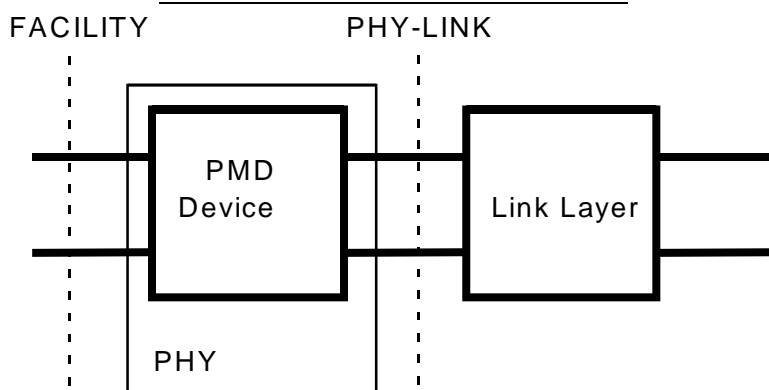 FACILITY
PHY-LINK
PMD
Device
Link Layer
PHY